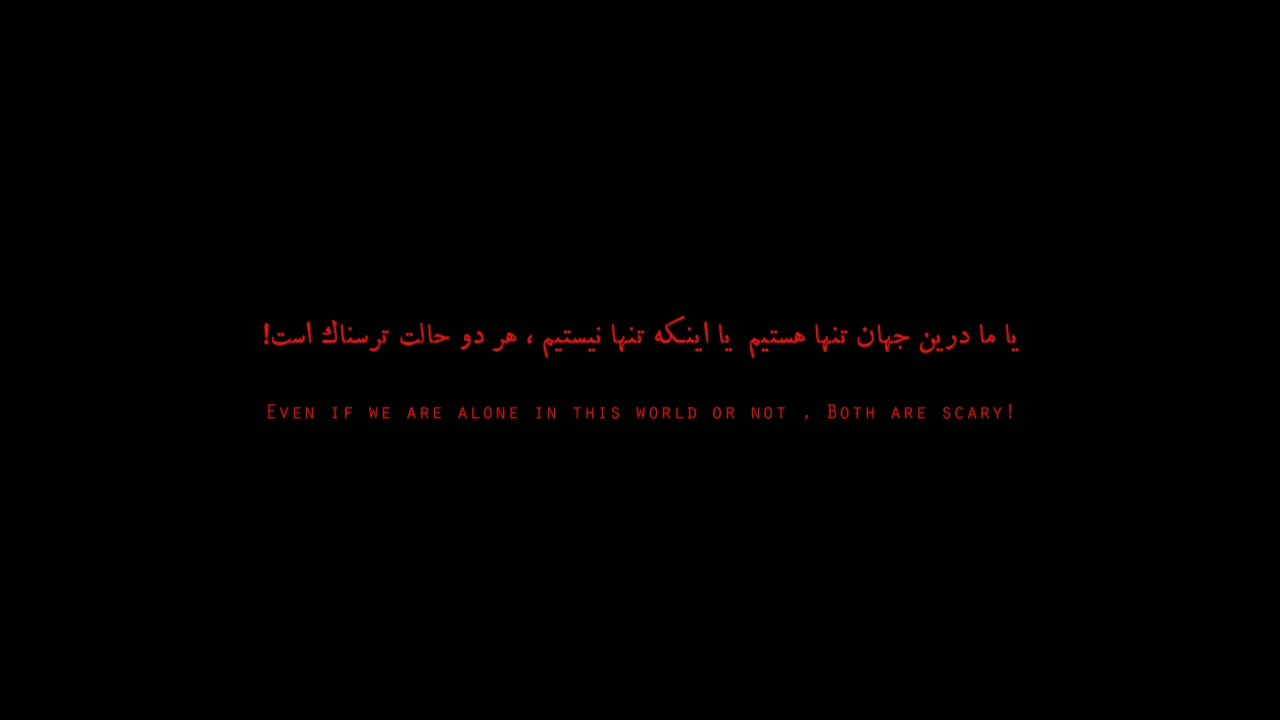 یا ما درین جهان تنها هستیم  یا اینکه تنها نیستیم ، هر دو حالت ترسناك است!
Even if we are alone in this world or not , Both are scary!